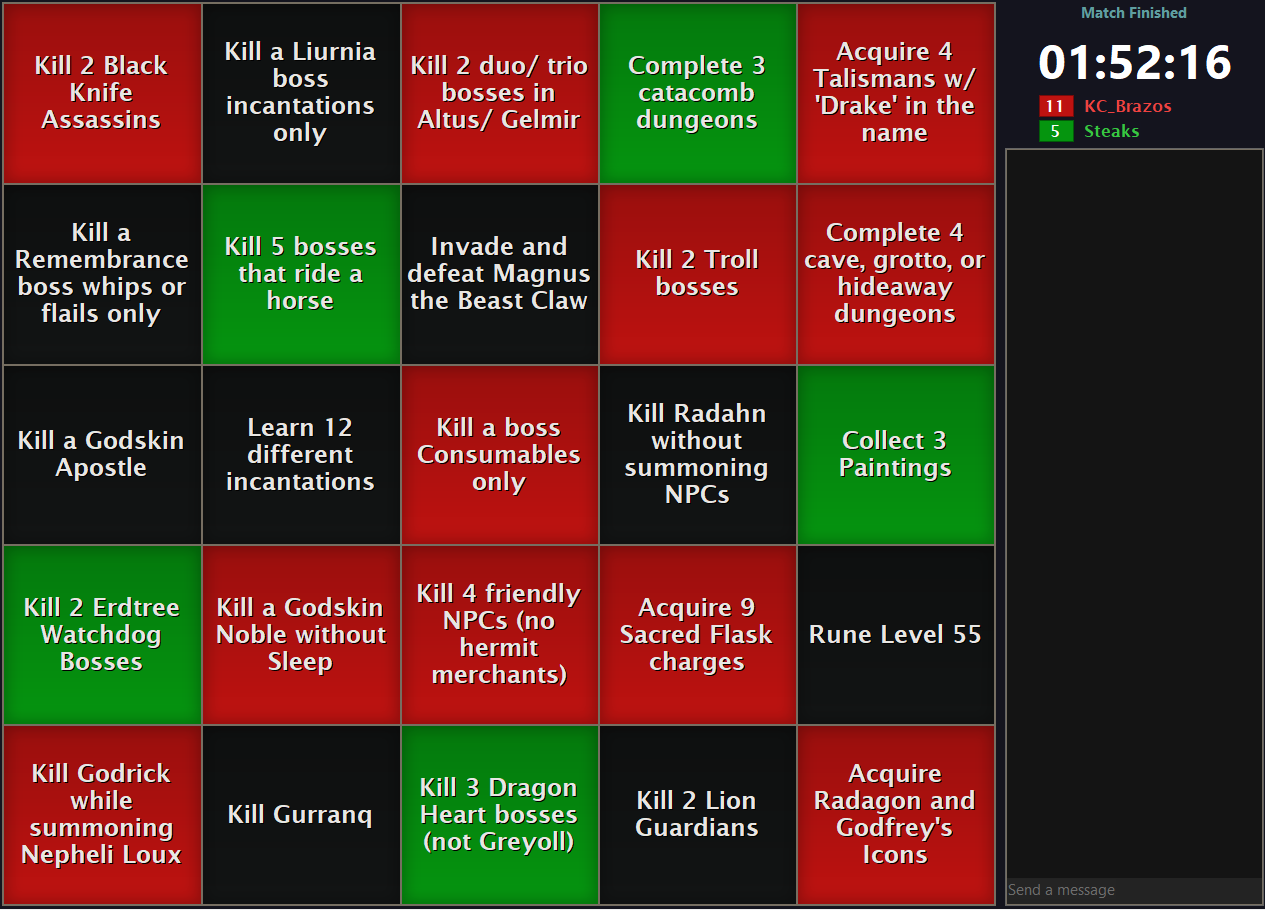 Kill 2 Black
Knife
Assassins
Kill a Liurnia
boss
incantations
only
Kill 2 duo/ trio
bosses in
Altus/ Gelmir
Complete 3
catacomb
dungeons
Acquire 4
Talismans w/
'Drake' in the
name
Kill a
Remembrance
boss whips or
flails only
Kill 5 bosses
that ride a
horse
Invade and
defeat Magnus
the Beast Claw
Kill 2 Troll
bosses
Complete 4
cave, grotto, or
hideaway
dungeons
Kill a Godskin
Apostle
Learn 12
different
incantations
Kill a boss
Consumables
only
Kill Radahn
without
summoning
NPCs
Collect 3
Paintings
Kill 2 Erdtree
Watchdog
Bosses
Kill a Godskin
Noble without
Sleep
Kill 4 friendly
NPCs (no
hermit
merchants)
Acquire 9
Sacred Flask
charges
Rune Level 55
Kill Godrick
while
summoning
Nepheli Loux
Kill Gurranq
Kill 3 Dragon
Heart bosses
(not Greyoll)
Kill 2 Lion
Guardians
Acquire
Radagon and
Godfrey's
Icons
Match Finished
01:52:16
11 KC_Brazos
5 Steaks
Send a message